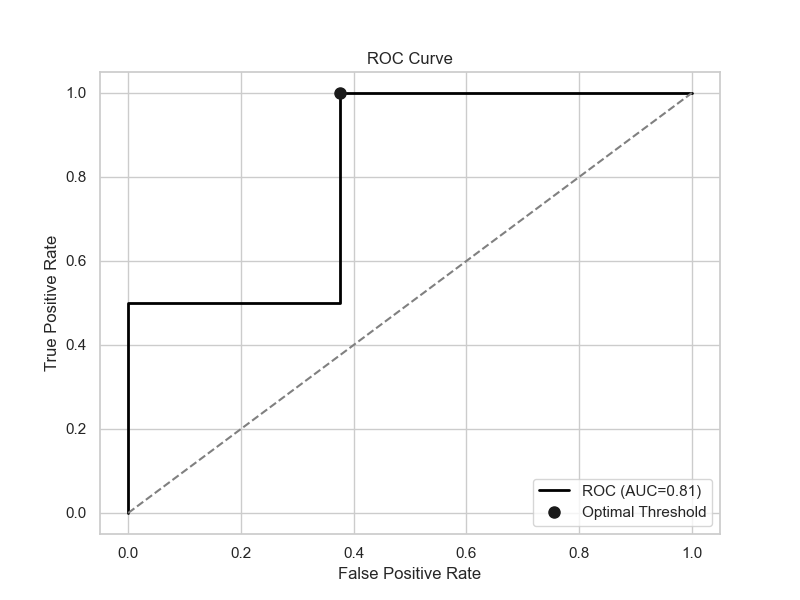 ROC Curve
1.0
0.8
0.6
0.4
0.2
0.0
True Positive Rate
0.0 0.2 0.4 0.6 0.8 1.0
False Positive Rate
ROC (AUC=0.81)
Optimal Threshold